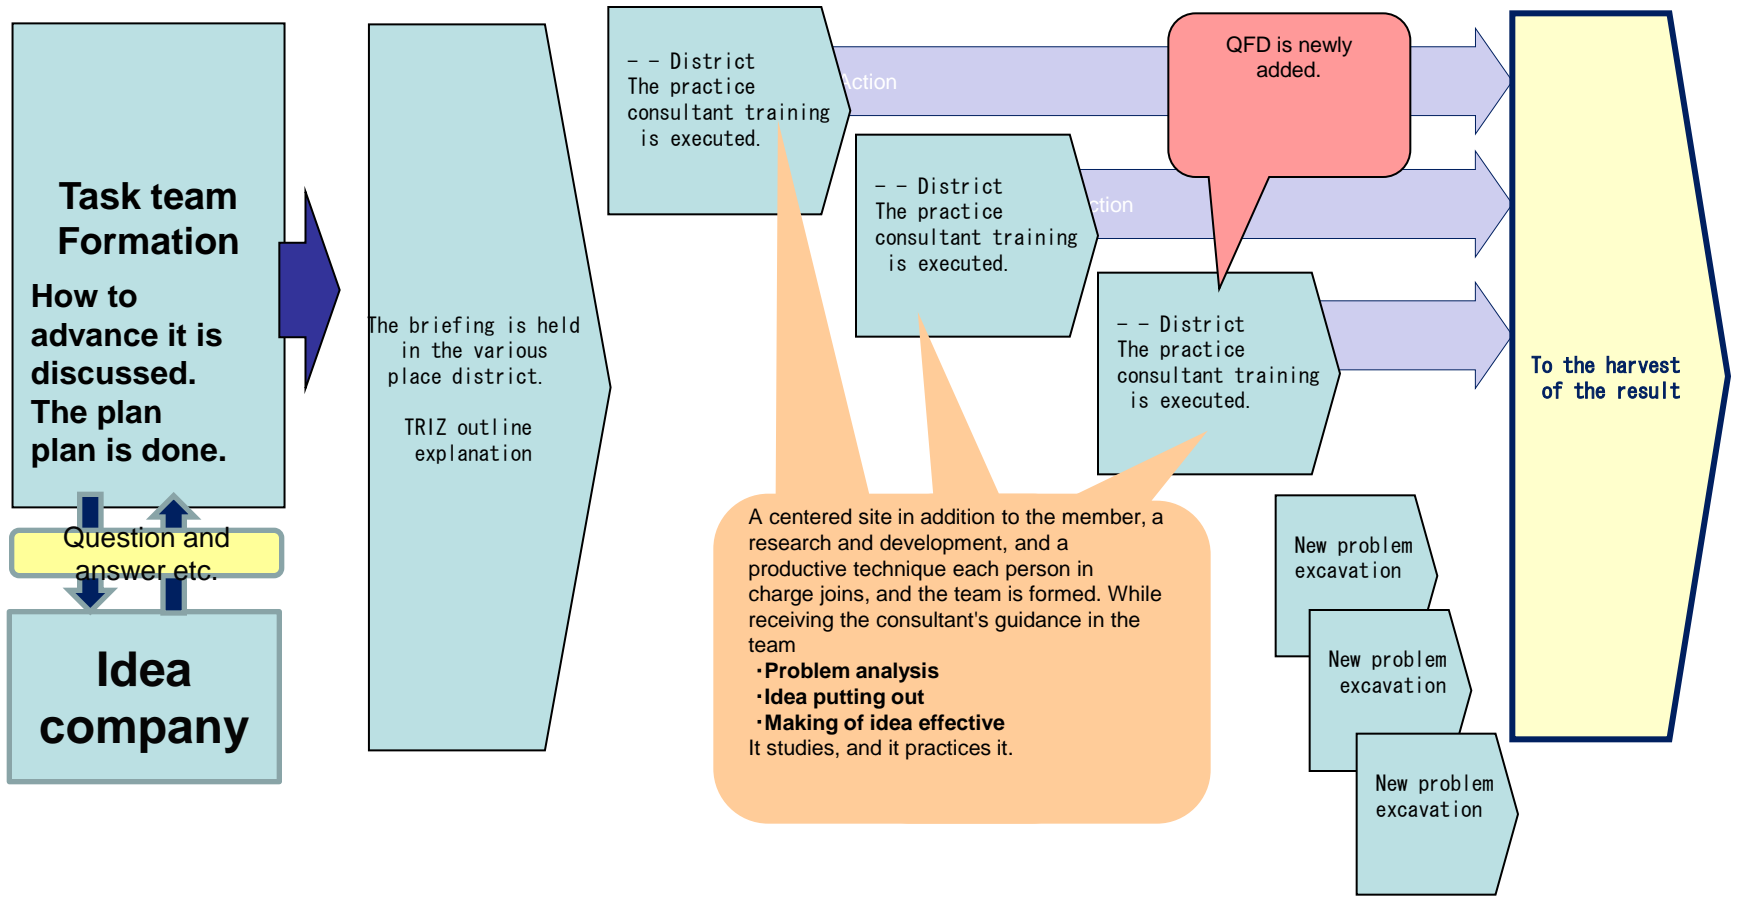 Task team
Formation
How to
advance it is
discussed.
The plan
plan is done.
Question and
answer etc.
Idea
company
The briefing is held
in the various
place district.
TRIZ outline
explanation
– – District
The practice
consultant training
is executed.
Action
– – District
The practice
consultant training
is executed.
ction
QFD is newly
added.
– – District
The practice
consultant training
is executed.
A centered site in addition to the member, a
research and development, and a
productive technique each person in
charge joins, and the team is formed. While
receiving the consultant's guidance in the
team
・Problem analysis
・Idea putting out
・Making of idea effective
It studies, and it practices it.
New problem
excavation
New problem
excavation
New problem
excavation
To the harvest
of the result